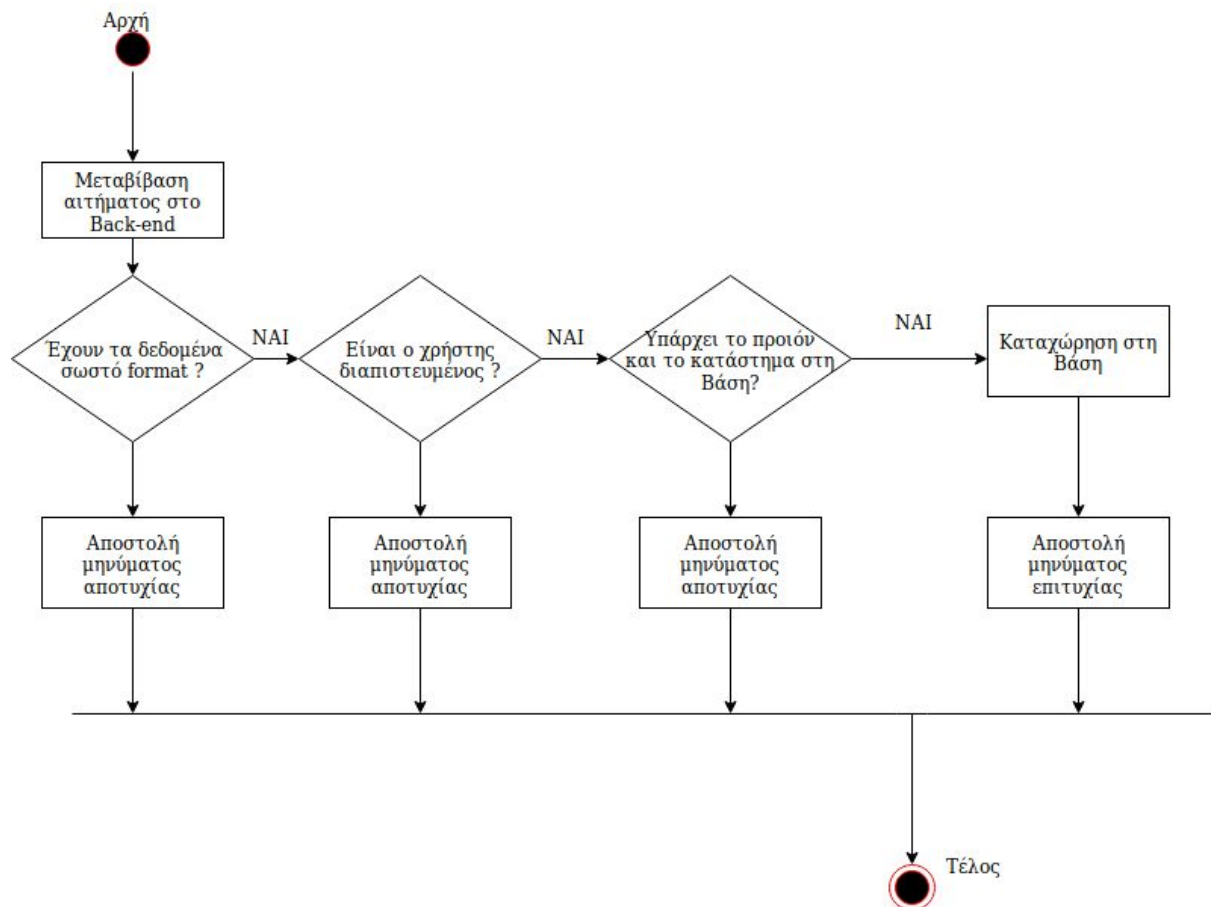 Αρχή
Μεταβίβαση
αιτήματος στο
Back-end
Έχουν τα δεδομένα
σωστό format ?
ΝΑΙ
Είναι ο χρήστης
διαπιστευμένος ?
ΝΑΙ
Υπάρχει το προιόν
και το κατάστημα στη
Βάση?
ΝΑΙ
Καταχώρηση στη
Βάση
Αποστολή
μηνύματος
αποτυχίας
Αποστολή
μηνύματος
αποτυχίας
Αποστολή
μηνύματος
αποτυχίας
Αποστολή
μηνύματος
επιτυχίας
Τέλος